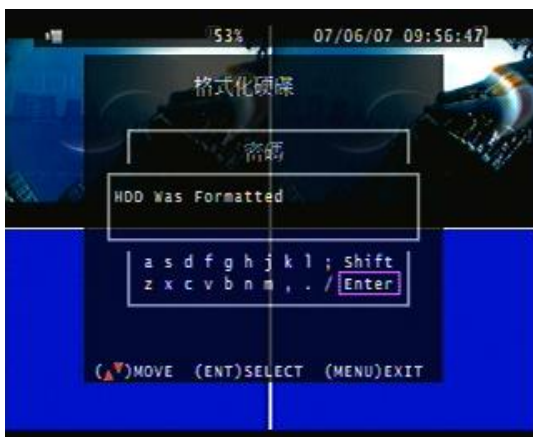 53% 07/06/07 09:56:47
格式化硬碟
密碼
HDD Was Formatted
a s d f g h j k l ; Shift
z x c v b n m , . / Enter
(▲▼)MOVE (ENT)SELECT (MENU)EXIT